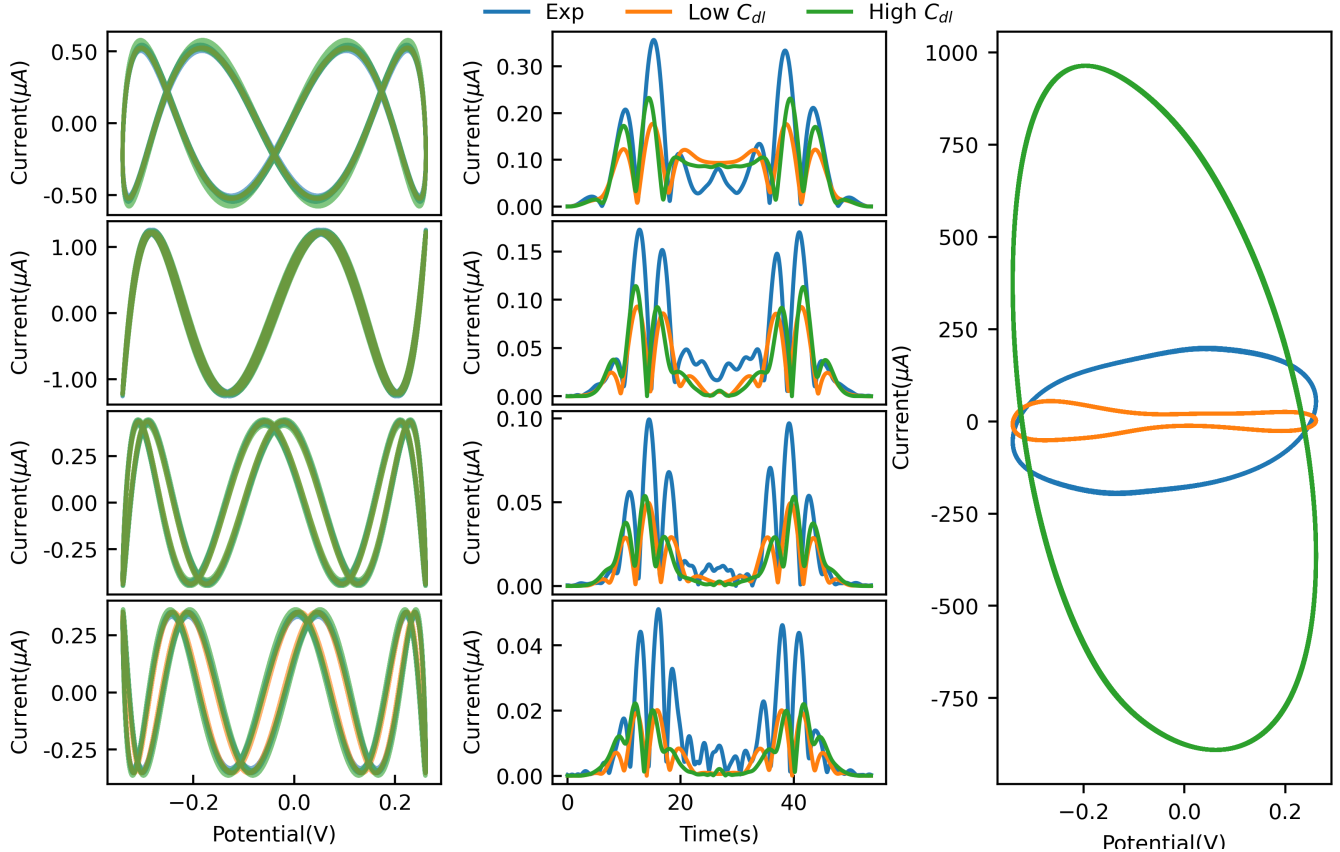 Exp Low C_dl High C_dl
Current(μA)
0.50
0.00
-0.50
Current(μA)
1.00
0.00
-1.00
Current(μA)
0.25
0.00
-0.25
Current(μA)
0.25
0.00
-0.25
−0.2 0.0 0.2
Potential(V)
Current(μA)
0.30
0.20
0.10
0.00
Current(μA)
0.15
0.10
0.05
0.00
Current(μA)
0.10
0.05
0.00
Current(μA)
0.04
0.02
0.00
0 20 40
Time(s)
Current(μA)
1000
750
500
250
0
-250
-500
-750
−0.2 0.0 0.2
Potential(V)